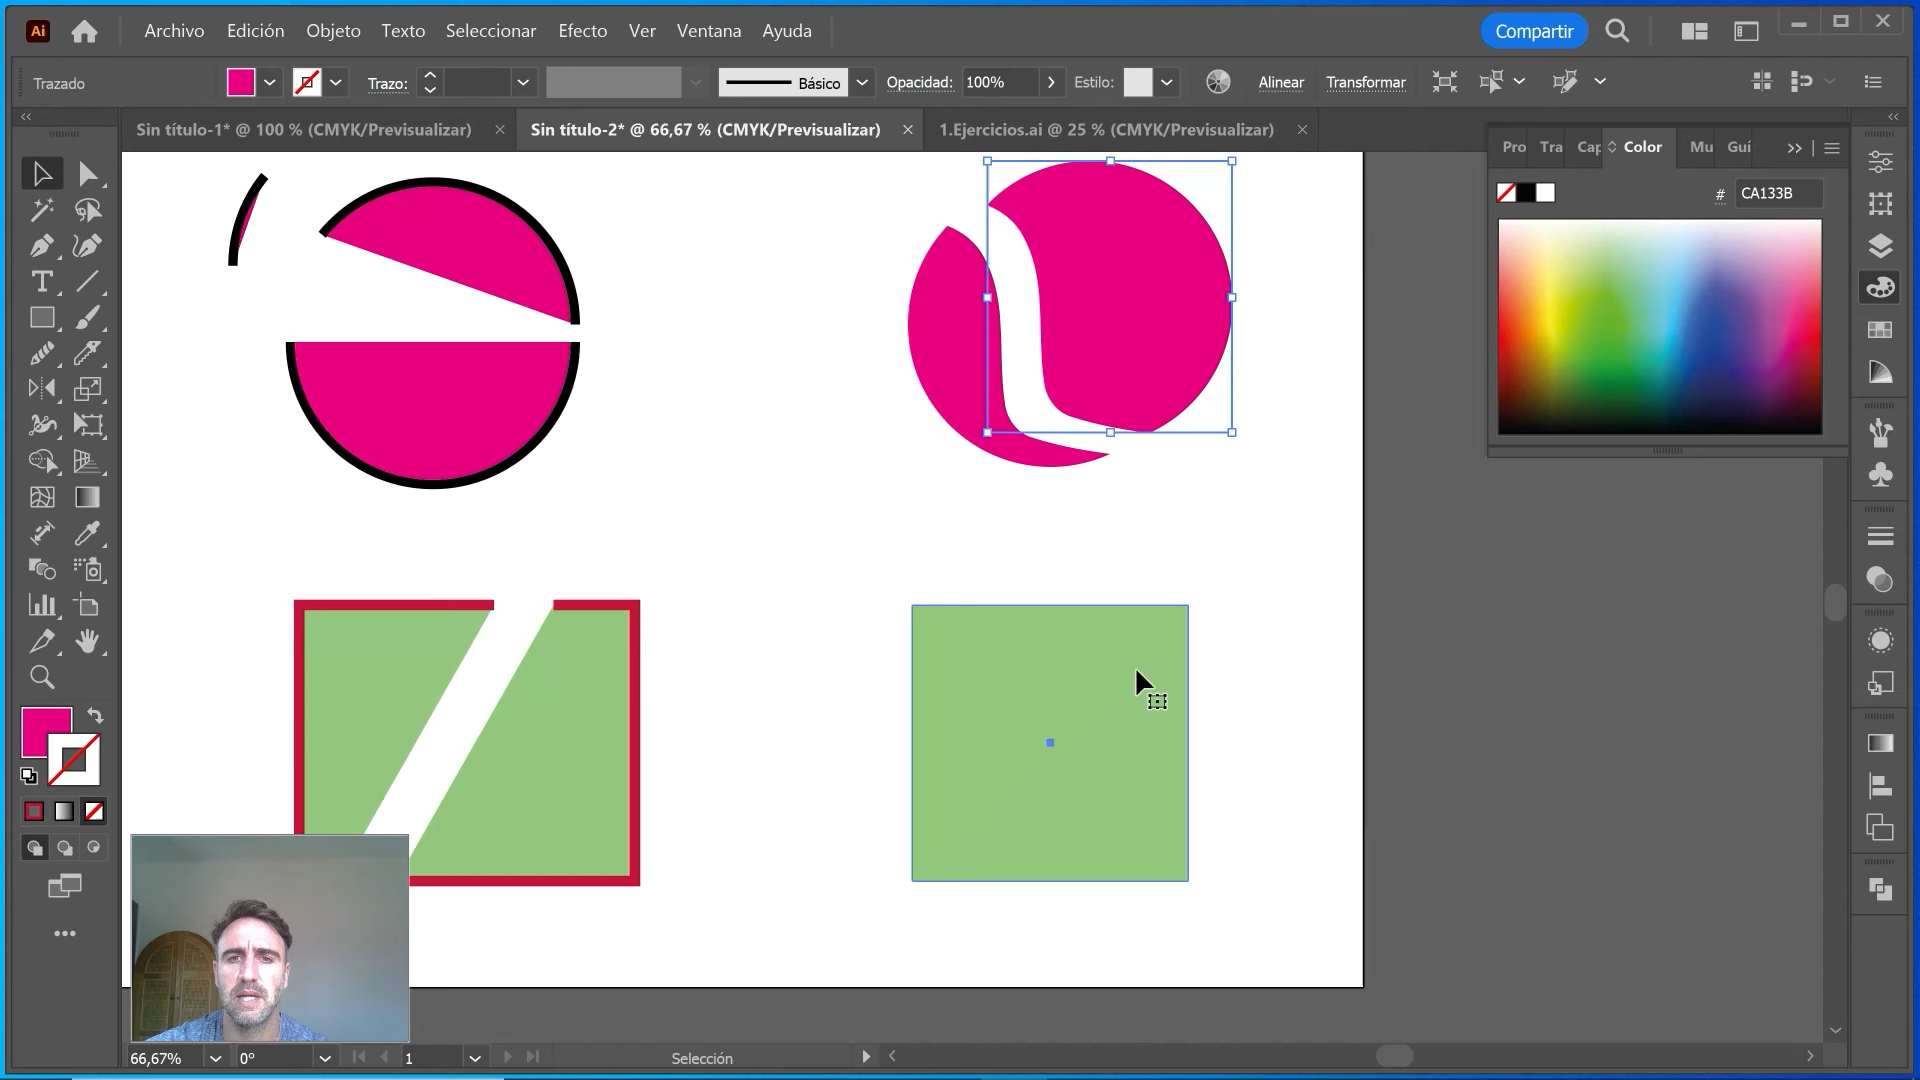 Ai
Archivo Edición Objeto Texto Seleccionar Efecto Ver Ventana Ayuda
Compartir
Trazado
Trazo:
Básico
Opacidad:
100%
Estilo:
Alinear
Transformar
Sin título-1* @ 100 % (CMYK/Previsualizar)
Sin título-2* @ 66,67 % (CMYK/Previsualizar)
1.Ejercicios.ai @ 25 % (CMYK/Previsualizar)
Pro Tra Cap Color Mu Guí
# CA133B
66,67%
0°
1
Selección